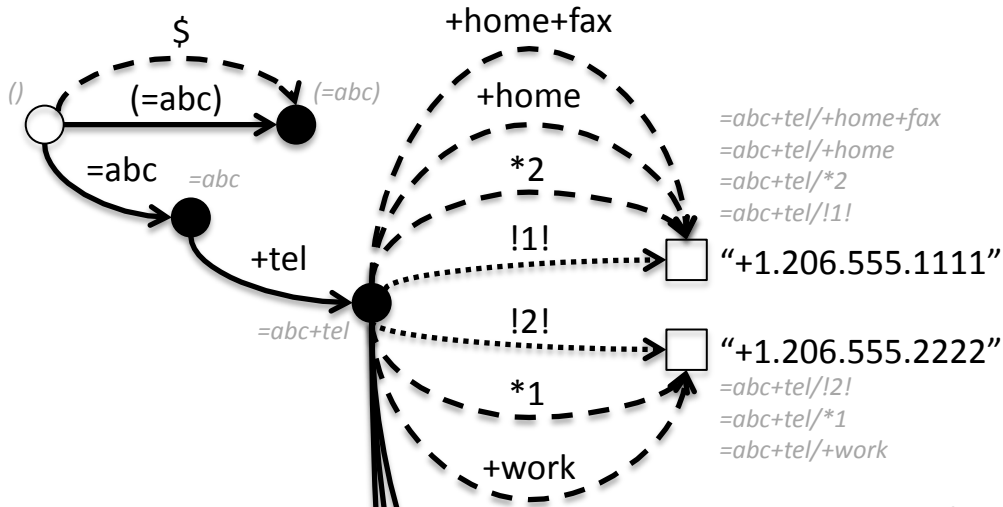 $
()
(=abc)
(=abc)
=abc
=abc
+tel
=abc+tel
+home+fax
+home
*2
!1!
!2!
*1
+work
=abc+tel/+home+fax
=abc+tel/+home
=abc+tel/*2
=abc+tel/!1!
“+1.206.555.1111”
“+1.206.555.2222”
=abc+tel/!2!
=abc+tel/*1
=abc+tel/+work